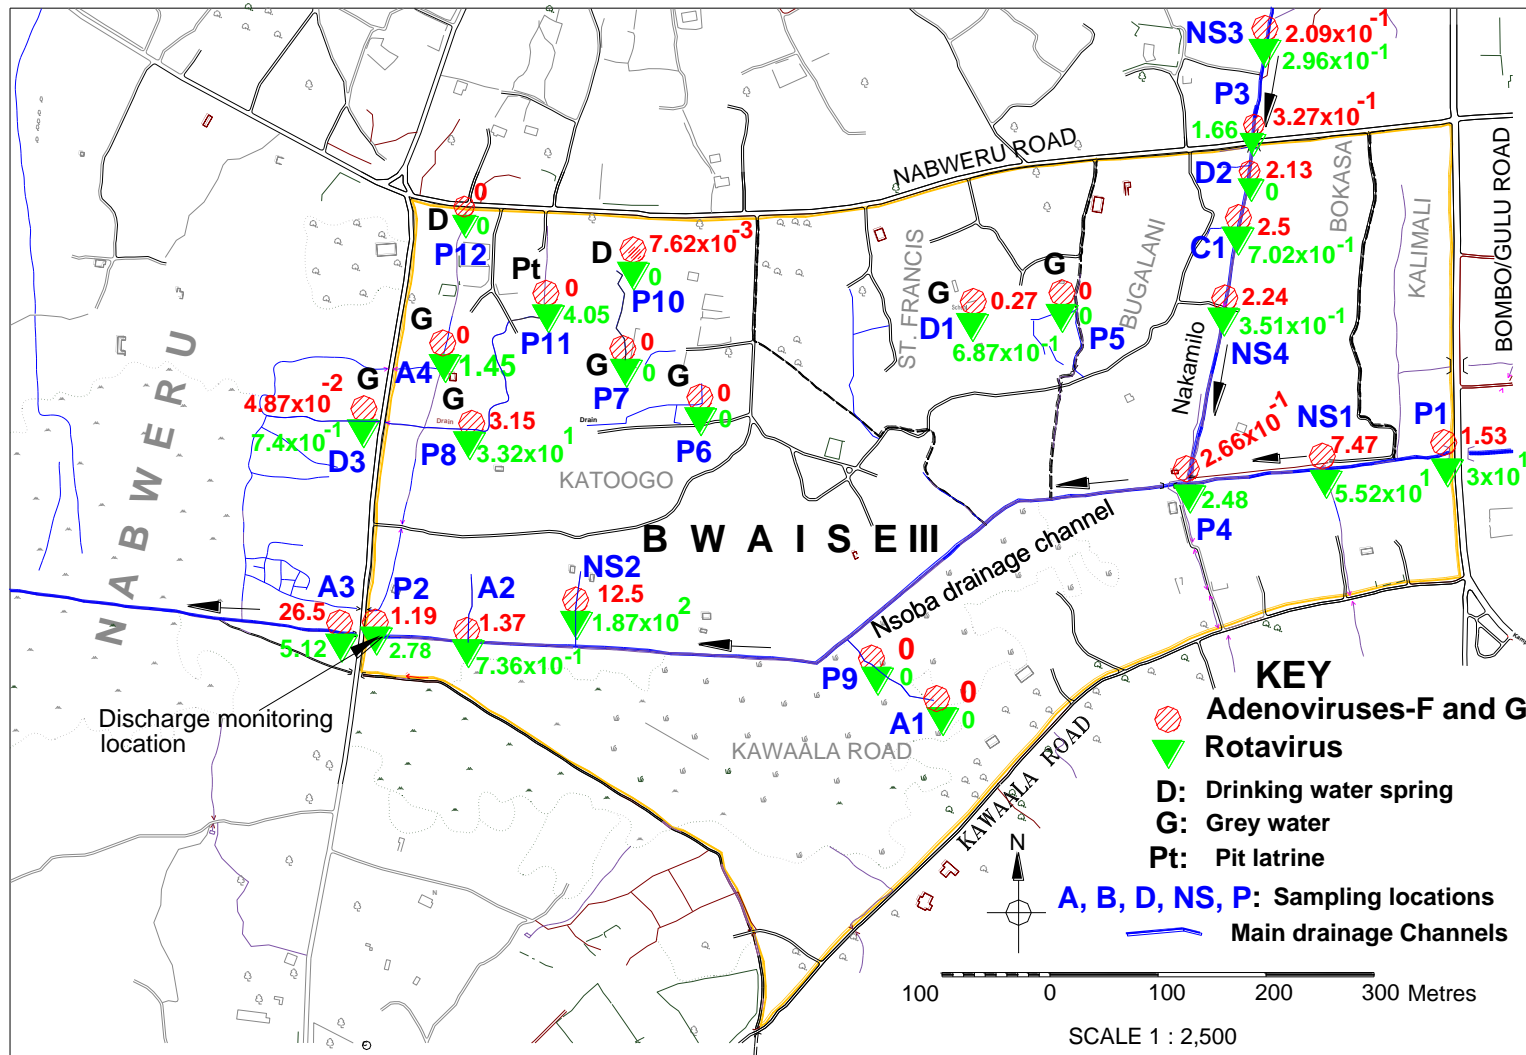 NS3
2.09x10-1
2.96x10-1
P3
3.27x10-1
1.66
NABWERU ROAD
D2
2.13
0
BOKASA
BOMBO/GULU ROAD
C1
2.5
7.02x10-1
KALIMALI
D
0
0
P12
D
7.62x10-3
0
P10
Pt
0
4.05
P11
ST. FRANCIS
G
0.27
D1
6.87x10-1
G
0
0
P5
BUGALANI
2.24
3.51x10-1
NS4
Nakamilo
NABWERU
G
0
A4
1.45
G
0
0
P7
G
0
0
P6
G
4.87x10-2
7.4x10-1
D3
G
Drain
3.15
P8
3.32x101
Drain
KATOOGO
2.66x10-1
2.48
P4
NS1
7.47
5.52x101
P1
1.53
3x101
BWAISE III
Nsoba drainage channel
A3
26.5
5.12
P2
1.19
2.78
A2
1.37
7.36x10-1
NS2
12.5
1.87x102
P9
0
0
A1
0
0
Discharge monitoring
location
KAWAALA ROAD
KAWAALA ROAD
KEY
Adenoviruses-F and G
Rotavirus
D: Drinking water spring
G: Grey water
Pt: Pit latrine
A, B, D, NS, P: Sampling locations
Main drainage Channels
N
100 0 100 200 300 Metres
SCALE 1 : 2,500